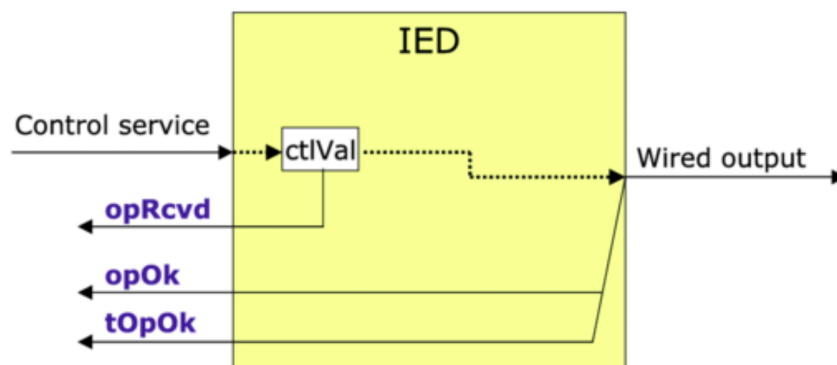 IED
Control service
ctlVal
Wired output
opRcvd
opOk
tOpOk